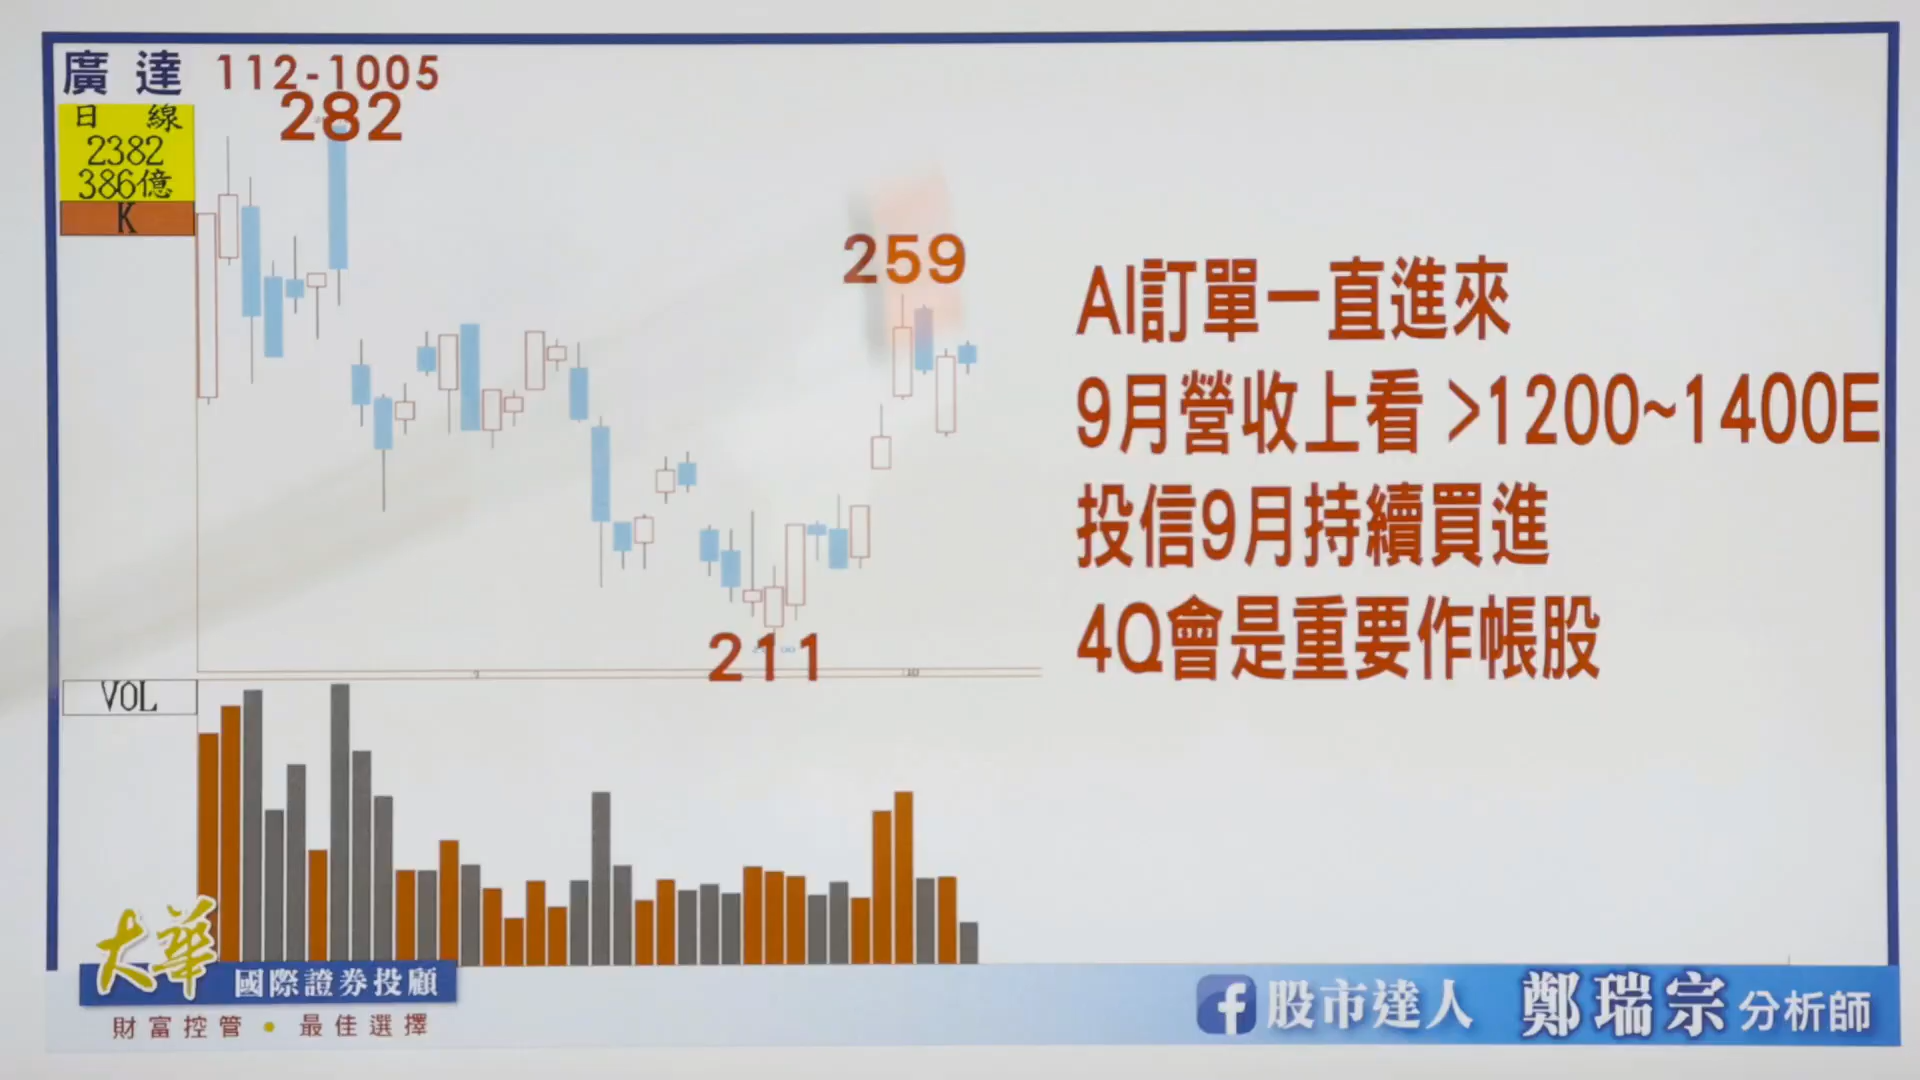 廣達 112-1005
282
日線
2382
386億
K
259
211
10
VOL
AI訂單一直進來
9月營收上看 >1200~1400E
投信9月持續買進
4Q會是重要作帳股
大華國際證券投顧
財富控管•最佳選擇
f 股市達人 鄭瑞宗 分析師